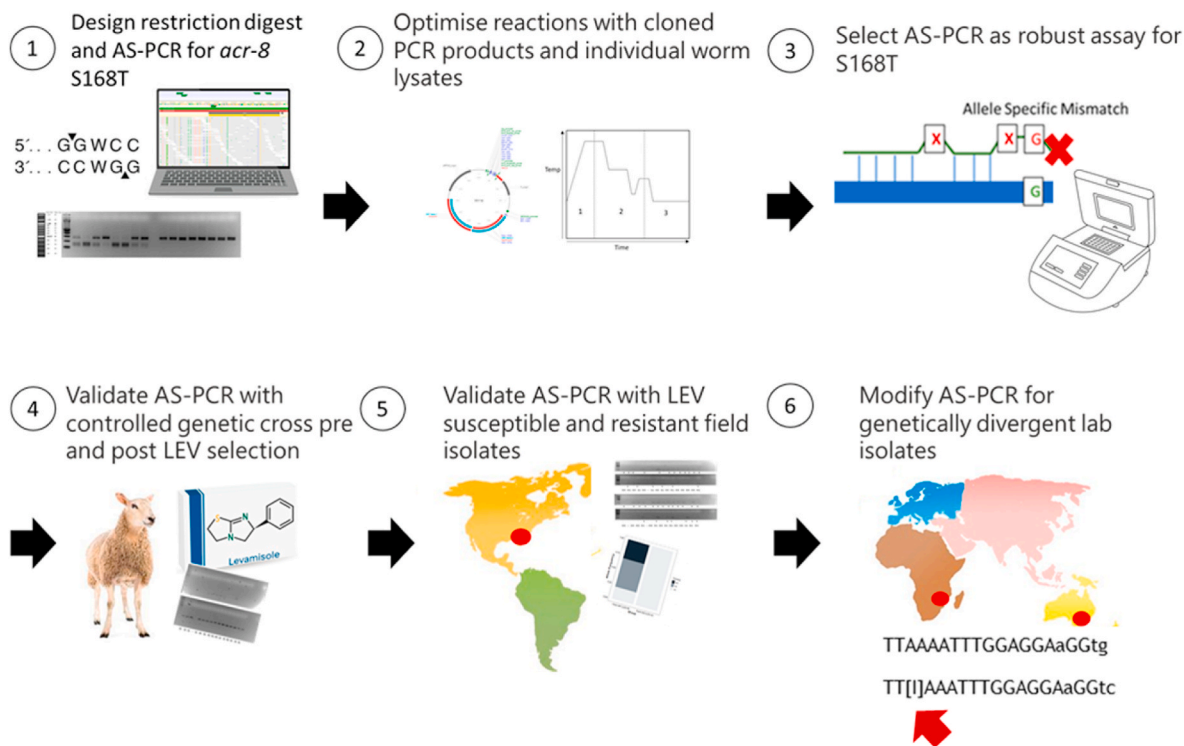 1
Design restriction digest
and AS-PCR for acr-8
S168T
5´. . . GGWCC
3´. . . CCWGG
2
Optimise reactions with cloned
PCR products and individual worm
lysates
Temp
1
2
3
Time
3
Select AS-PCR as robust assay for
S168T
Allele Specific Mismatch
X
X
G
G
4
Validate AS-PCR with
controlled genetic cross pre
and post LEV selection
S
N
N
Levamisole
5
Validate AS-PCR with LEV
susceptible and resistant field
isolates
6
Modify AS-PCR for
genetically divergent lab
isolates
TTAAAATTTGGAGGAaGGtg
TT[I]AAATTTGGAGGAaGGtc